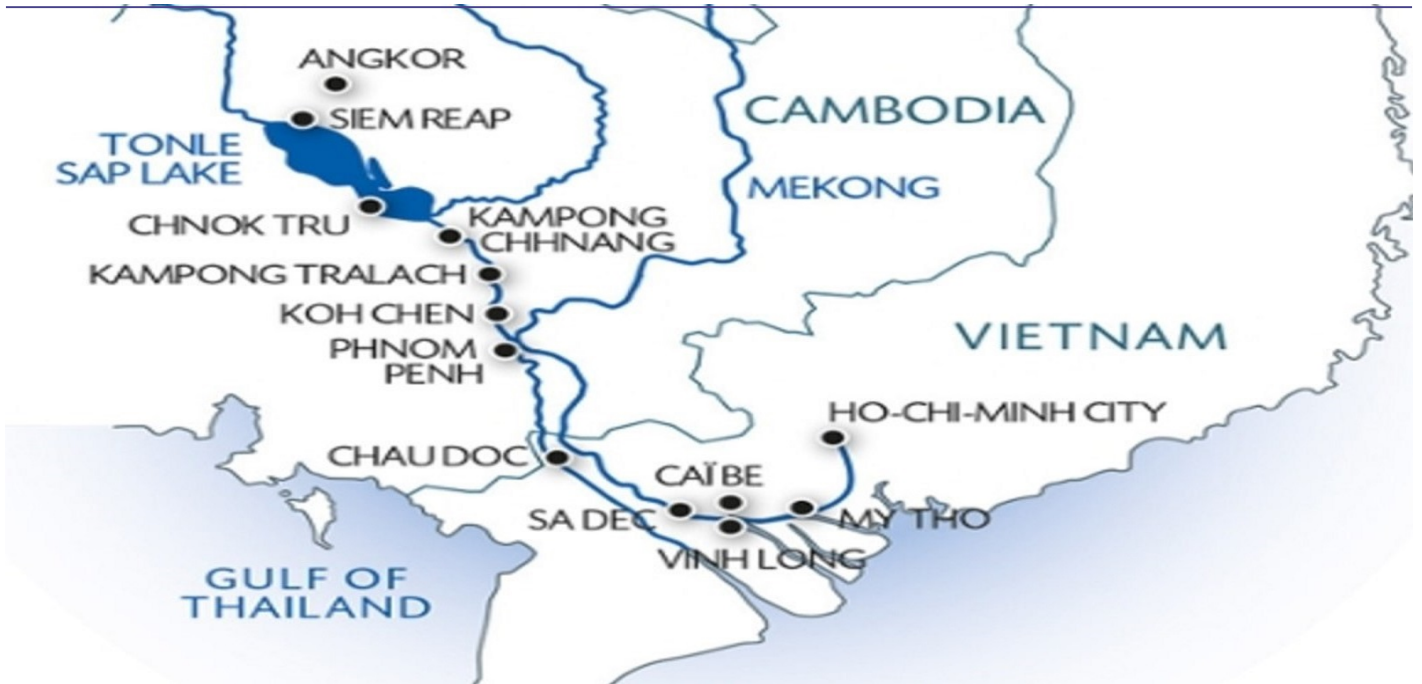 ANGKOR
SIEM REAP
CAMBODIA
TONLE
SAP LAKE
MEKONG
CHNOK TRU
KAMPONG
CHHNANG
KAMPONG TRALACH
KOH CHEN
PHNOM
PENH
VIETNAM
HO-CHI-MINH CITY
CHAU DOC
CAÏ BE
SA DEC
MY THO
VINH LONG
GULF OF
THAILAND